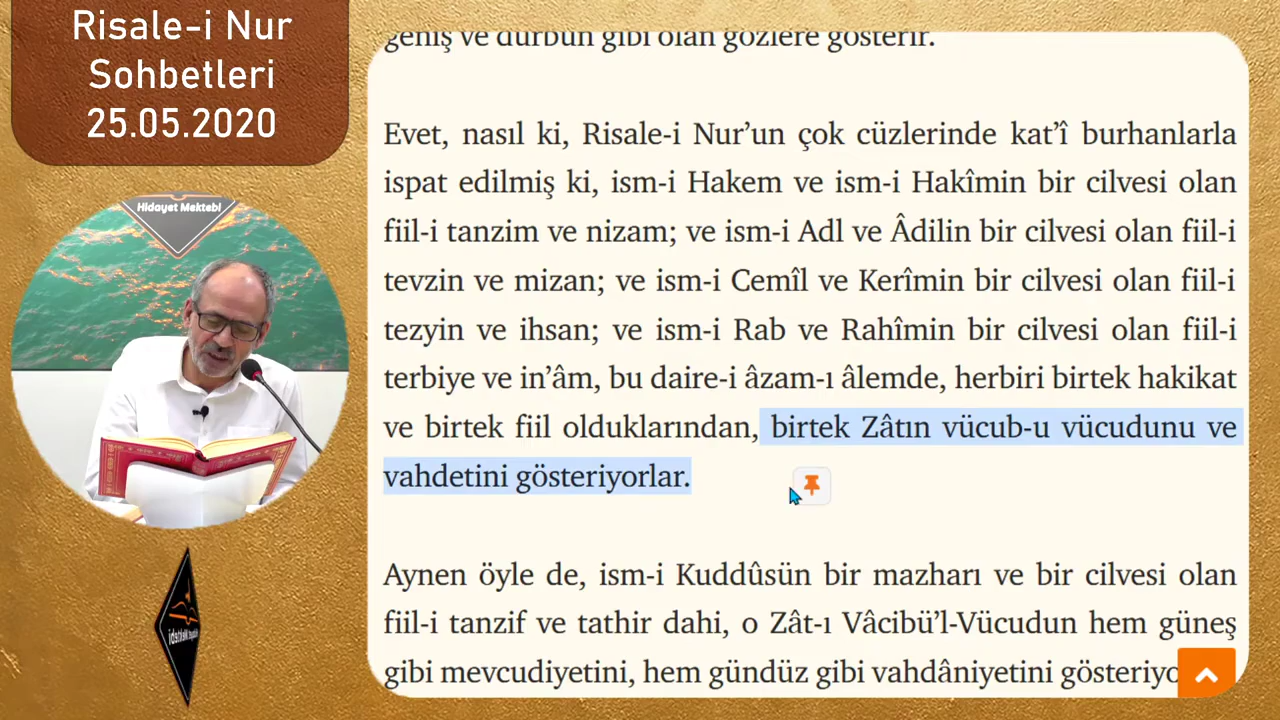 Risale-i Nur
Sohbetleri
25.05.2020
Hidayet Mektebi
geniş ve dürbün gibi olan gözlere gösterir.
Evet, nasıl ki, Risale-i Nur’un çok cüzlerinde kat’î burhanlarla
ispat edilmiş ki, ism-i Hakem ve ism-i Hakîmin bir cilvesi olan
fiil-i tanzim ve nizam; ve ism-i Adl ve Âdilin bir cilvesi olan fiil-i
tevzin ve mizan; ve ism-i Cemîl ve Kerîmin bir cilvesi olan fiil-i
tezyin ve ihsan; ve ism-i Rab ve Rahîmin bir cilvesi olan fiil-i
terbiye ve in’âm, bu daire-i âzam-ı âlemde, herbiri birtek hakikat
ve birtek fiil olduklarından, birtek Zâtın vücub-u vücudunu ve
vahdetini gösteriyorlar.
Aynen öyle de, ism-i Kuddûsün bir mazharı ve bir cilvesi olan
fiil-i tanzif ve tathir dahi, o Zât-ı Vâcibü’l-Vücudun hem güneş
gibi mevcudiyetini, hem gündüz gibi vahdâniyetini gösteriyo